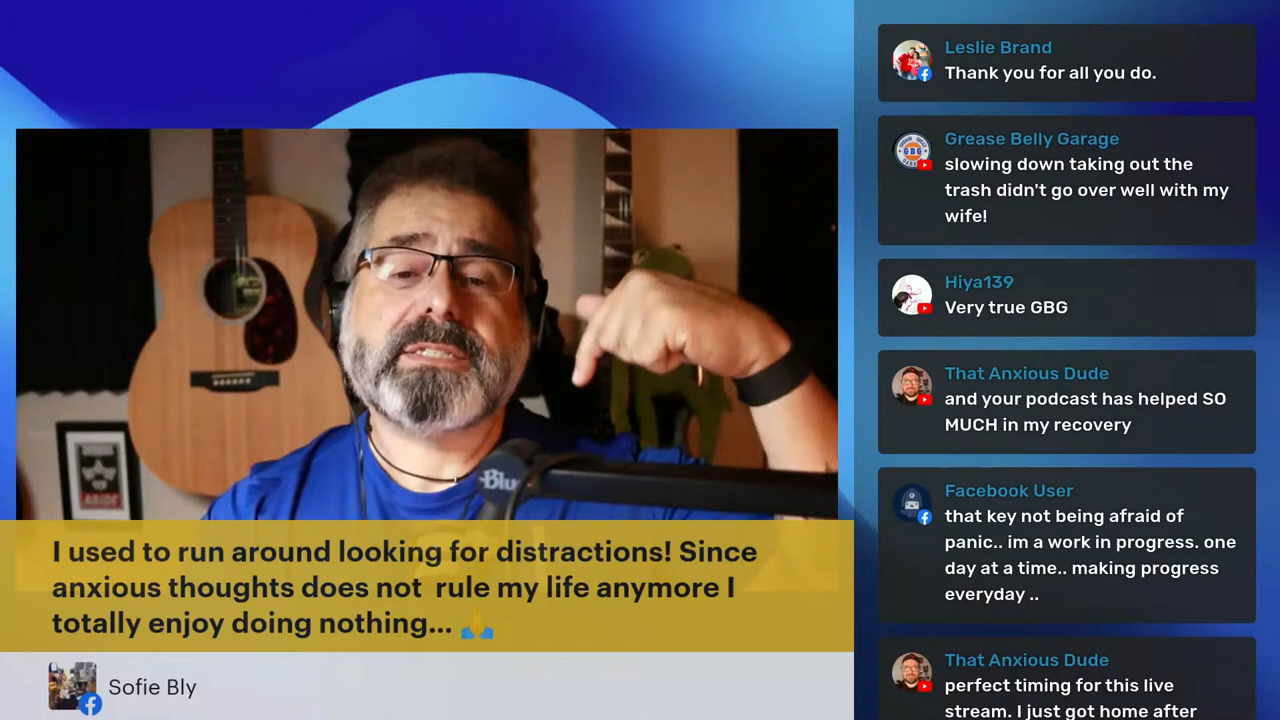 Blu
ABIDE
I used to run around looking for distractions! Since
anxious thoughts does not rule my life anymore I
totally enjoy doing nothing... 🙏
Sofie Bly
Leslie Brand
Thank you for all you do.
GBG
Grease Belly Garage
slowing down taking out the
trash didn't go over well with my
wife!
Hiya139
Very true GBG
That Anxious Dude
and your podcast has helped SO
MUCH in my recovery
Facebook User
that key not being afraid of
panic.. im a work in progress. one
day at a time.. making progress
everyday ..
That Anxious Dude
perfect timing for this live
stream. I just got home after